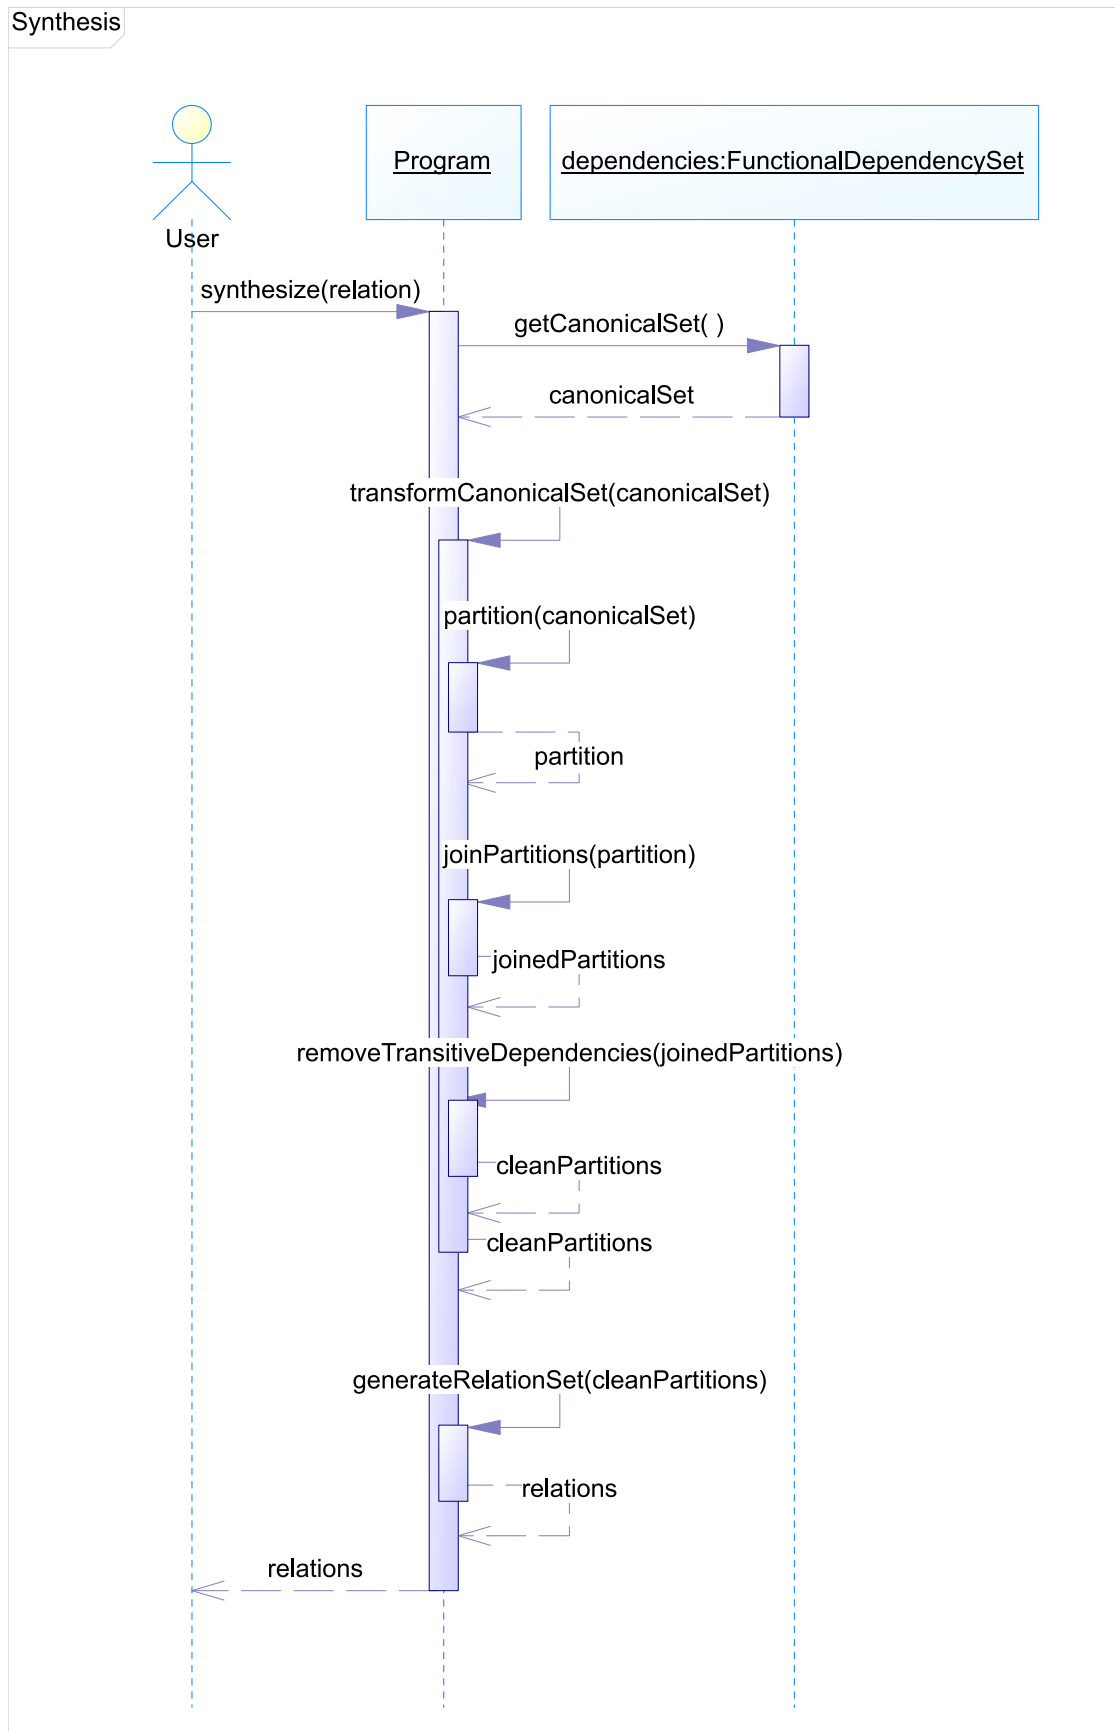 Synthesis
User
Program
dependencies:FunctionalDependencySet
synthesize(relation)
getCanonicalSet( )
canonicalSet
transformCanonicalSet(canonicalSet)
partition(canonicalSet)
partition
joinPartitions(partition)
joinedPartitions
removeTransitiveDependencies(joinedPartitions)
cleanPartitions
cleanPartitions
generateRelationSet(cleanPartitions)
relations
relations